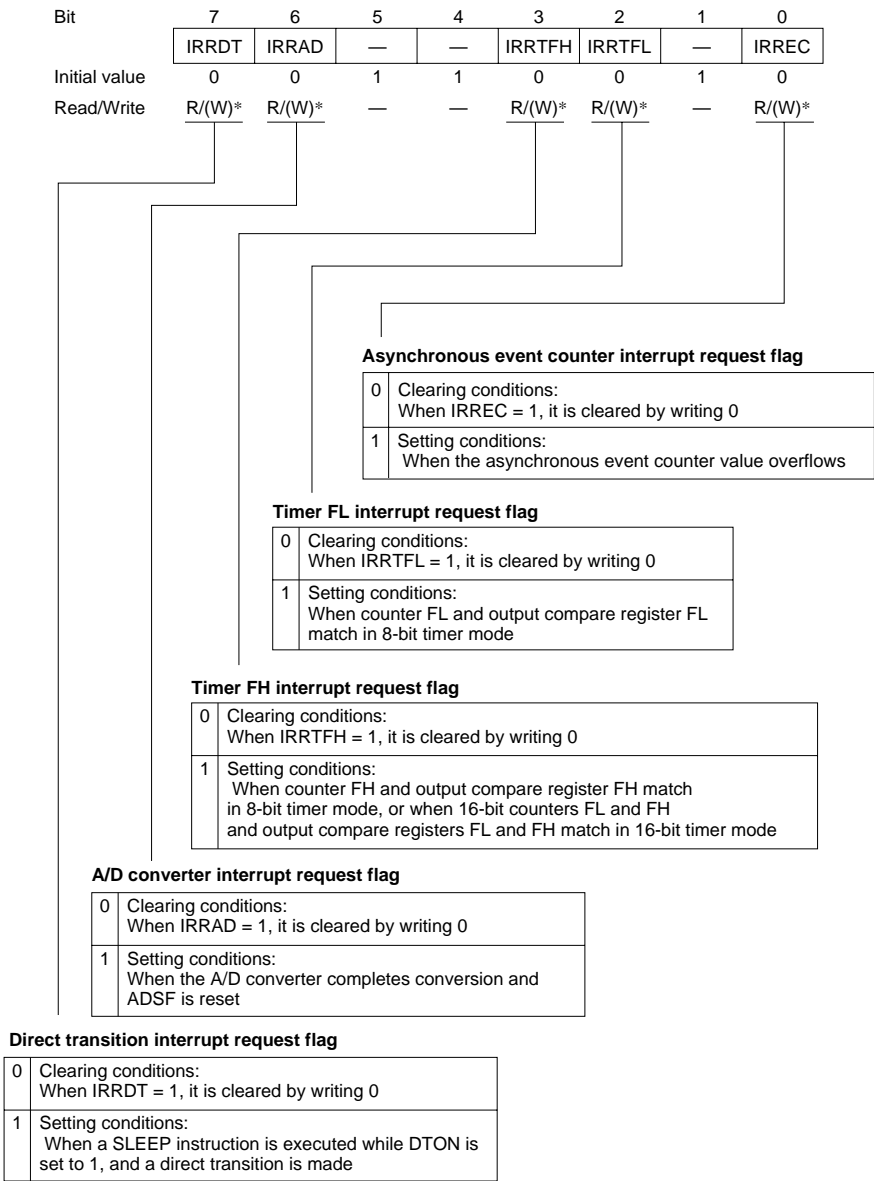 Bit 7 6 5 4 3 2 1 0
IRRDT IRRAD — — IRRTFH IRRTFL — IRREC
Initial value 0 0 1 1 0 0 1 0
Read/Write R/(W)* R/(W)* — — R/(W)* R/(W)* — R/(W)*
Asynchronous event counter interrupt request flag
0 Clearing conditions:
When IRREC = 1, it is cleared by writing 0
1 Setting conditions:
When the asynchronous event counter value overflows
Timer FL interrupt request flag
0 Clearing conditions:
When IRRTFL = 1, it is cleared by writing 0
1 Setting conditions:
When counter FL and output compare register FL
match in 8-bit timer mode
Timer FH interrupt request flag
0 Clearing conditions:
When IRRTFH = 1, it is cleared by writing 0
1 Setting conditions:
When counter FH and output compare register FH match
in 8-bit timer mode, or when 16-bit counters FL and FH
and output compare registers FL and FH match in 16-bit timer mode
A/D converter interrupt request flag
0 Clearing conditions:
When IRRAD = 1, it is cleared by writing 0
1 Setting conditions:
When the A/D converter completes conversion and
ADSF is reset
Direct transition interrupt request flag
0 Clearing conditions:
When IRRDT = 1, it is cleared by writing 0
1 Setting conditions:
When a SLEEP instruction is executed while DTON is
set to 1, and a direct transition is made